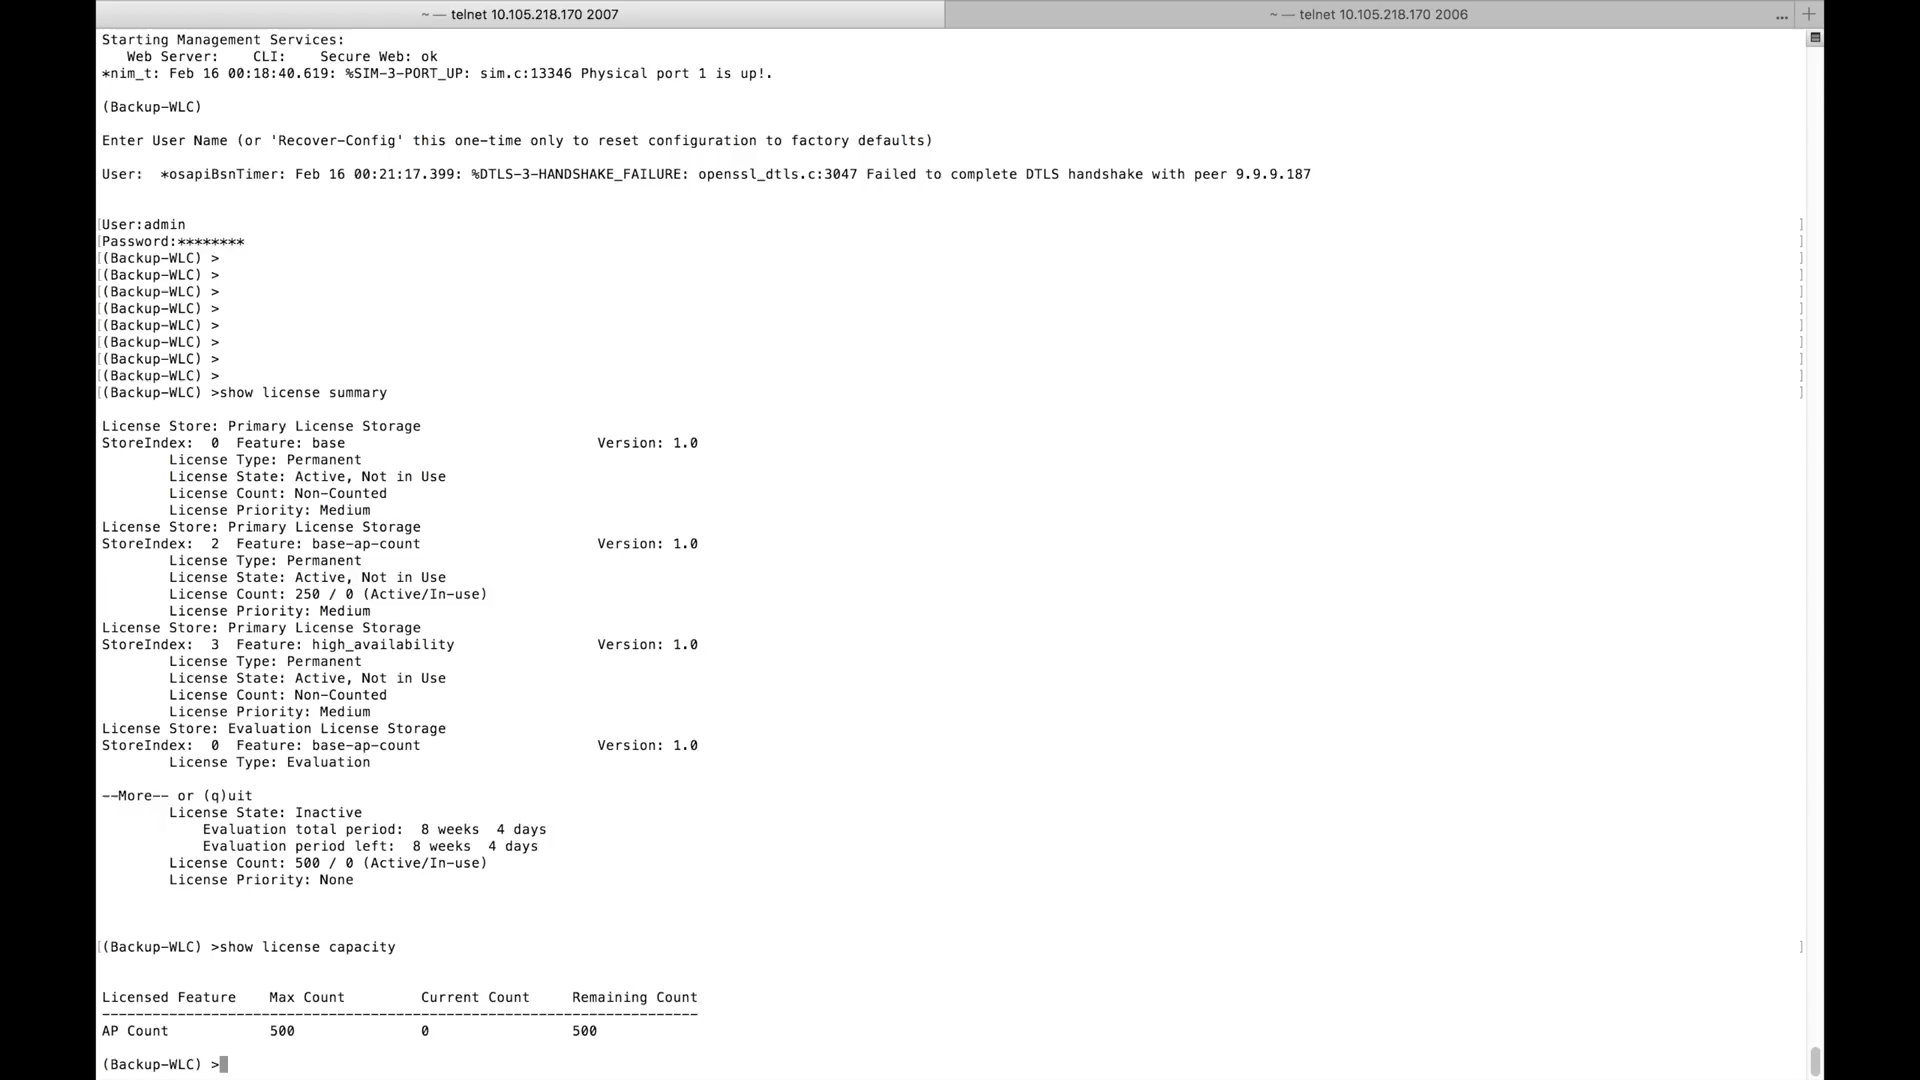 ~ — telnet 10.105.218.170 2007
~ — telnet 10.105.218.170 2006
... +
Starting Management Services:
Web Server: CLI: Secure Web: ok
*nim_t: Feb 16 00:18:40.619: %SIM-3-PORT_UP: sim.c:13346 Physical port 1 is up!.
(Backup-WLC)
Enter User Name (or 'Recover-Config' this one-time only to reset configuration to factory defaults)
User: *osapiBsnTimer: Feb 16 00:21:17.399: %DTLS-3-HANDSHAKE_FAILURE: openssl_dtls.c:3047 Failed to complete DTLS handshake with peer 9.9.9.187
[User:admin ]
[Password:******** ]
[(Backup-WLC) > ]
[(Backup-WLC) > ]
[(Backup-WLC) > ]
[(Backup-WLC) > ]
[(Backup-WLC) > ]
[(Backup-WLC) > ]
[(Backup-WLC) > ]
[(Backup-WLC) > ]
[(Backup-WLC) >show license summary ]
License Store: Primary License Storage
StoreIndex: 0 Feature: base Version: 1.0
License Type: Permanent
License State: Active, Not in Use
License Count: Non-Counted
License Priority: Medium
License Store: Primary License Storage
StoreIndex: 2 Feature: base-ap-count Version: 1.0
License Type: Permanent
License State: Active, Not in Use
License Count: 250 / 0 (Active/In-use)
License Priority: Medium
License Store: Primary License Storage
StoreIndex: 3 Feature: high_availability Version: 1.0
License Type: Permanent
License State: Active, Not in Use
License Count: Non-Counted
License Priority: Medium
License Store: Evaluation License Storage
StoreIndex: 0 Feature: base-ap-count Version: 1.0
License Type: Evaluation
--More-- or (q)uit
License State: Inactive
Evaluation total period: 8 weeks 4 days
Evaluation period left: 8 weeks 4 days
License Count: 500 / 0 (Active/In-use)
License Priority: None
[(Backup-WLC) >show license capacity ]
Licensed Feature Max Count Current Count Remaining Count
-----------------------------------------------------------------------
AP Count 500 0 500
(Backup-WLC) >